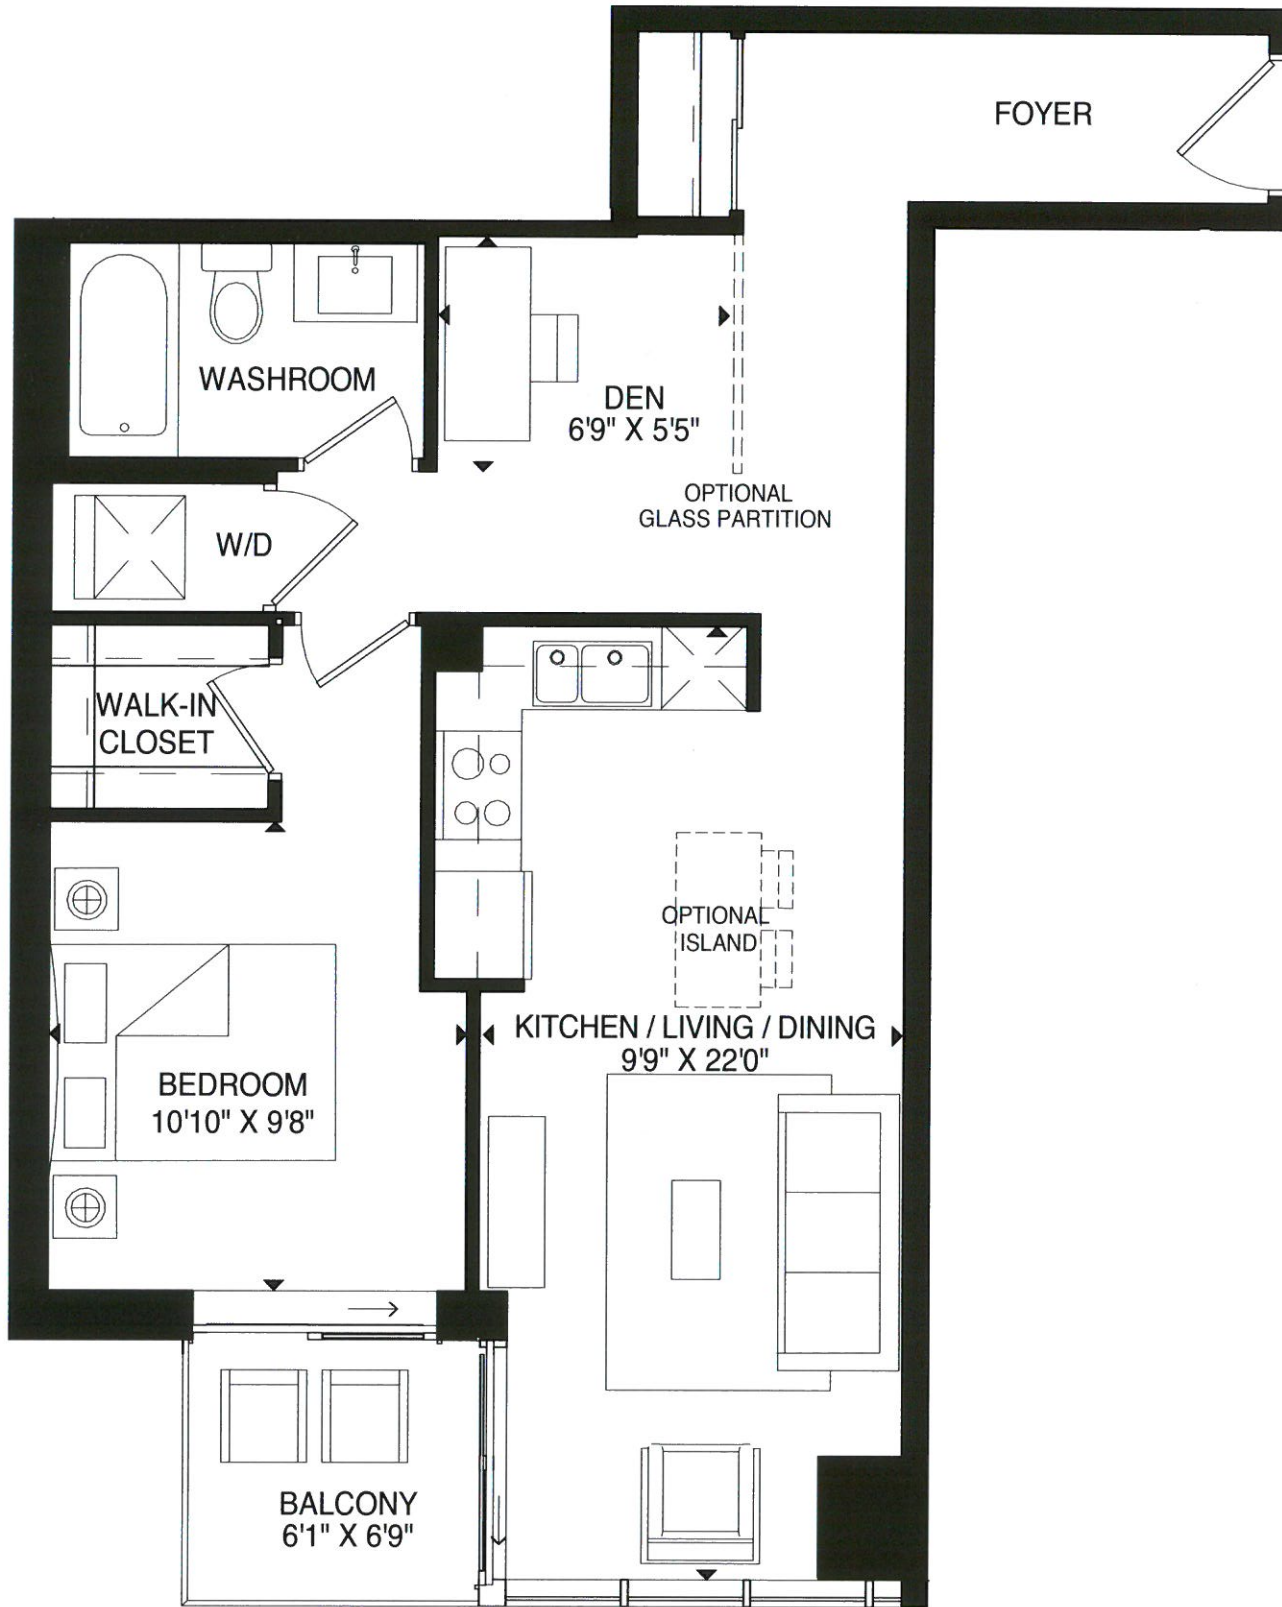 FOYER
WASHROOM
DEN
6'9" X 5'5"
OPTIONAL
GLASS PARTITION
W/D
WALK-IN
CLOSET
OPTIONAL
ISLAND
KITCHEN / LIVING / DINING
9'9" X 22'0"
BEDROOM
10'10" X 9'8"
BALCONY
6'1" X 6'9"